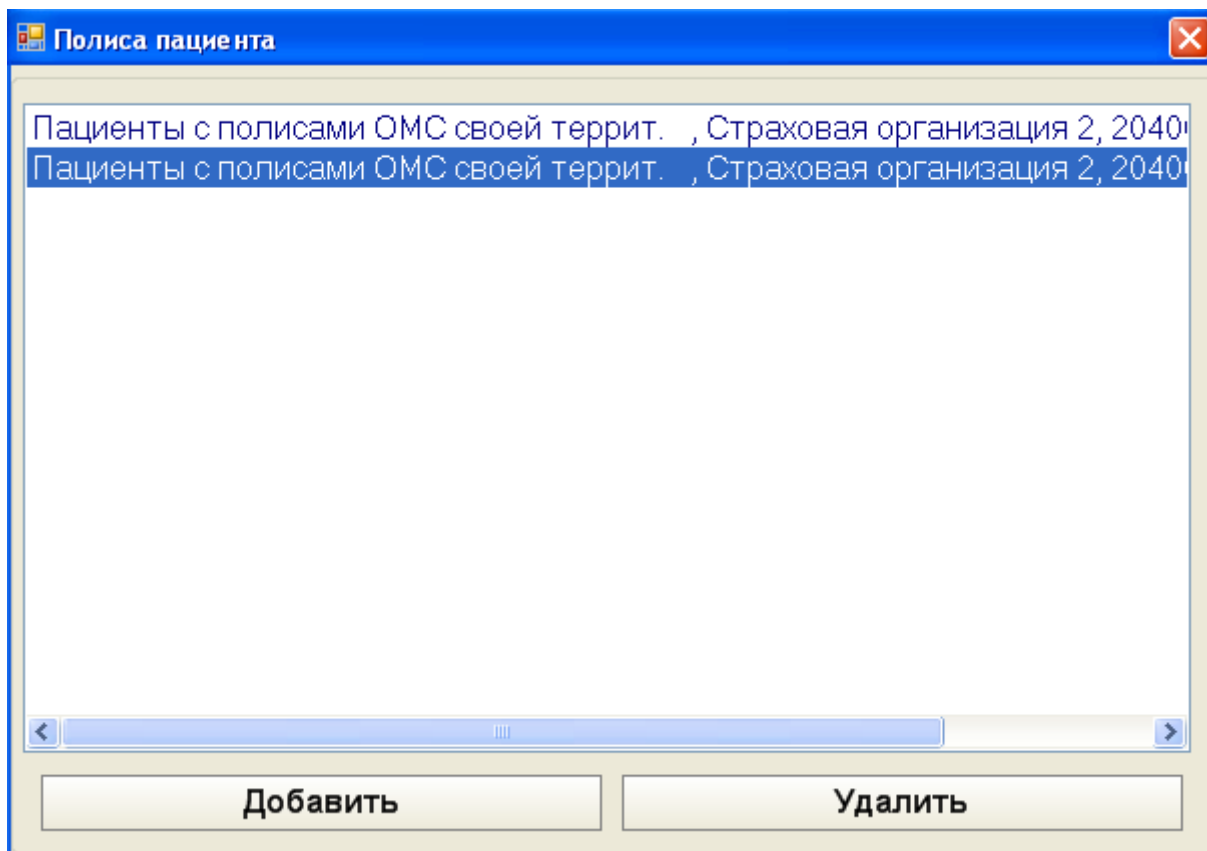 Полиса пациента
Пациенты с полисами ОМС своей террит. , Страховая организация 2, 2040
Пациенты с полисами ОМС своей террит. , Страховая организация 2, 2040
Добавить Удалить